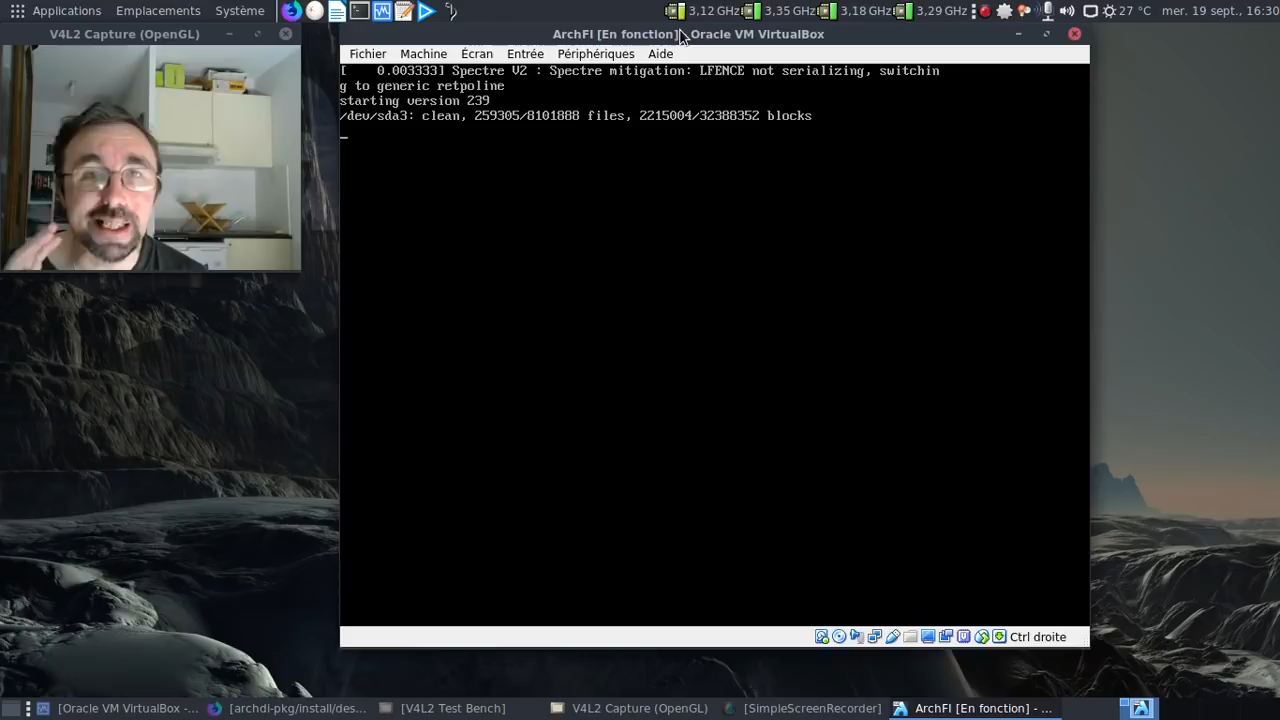 Applications Emplacements Système 3,12 GHz 3,35 GHz 3,18 GHz 3,29 GHz 27 °C mer. 19 sept., 16:30
V4L2 Capture (OpenGL)
ArchFI [En fonction] - Oracle VM VirtualBox
Fichier Machine Écran Entrée Périphériques Aide
[    0.003333] Spectre V2 : Spectre mitigation: LFENCE not serializing, switchin
g to generic retpoline
starting version 239
/dev/sda3: clean, 259305/8101888 files, 2215004/32388352 blocks
Ctrl droite
[Oracle VM VirtualBox -... [archdi-pkg/install/des... [V4L2 Test Bench] V4L2 Capture (OpenGL) [SimpleScreenRecorder] ArchFI [En fonction] - ...